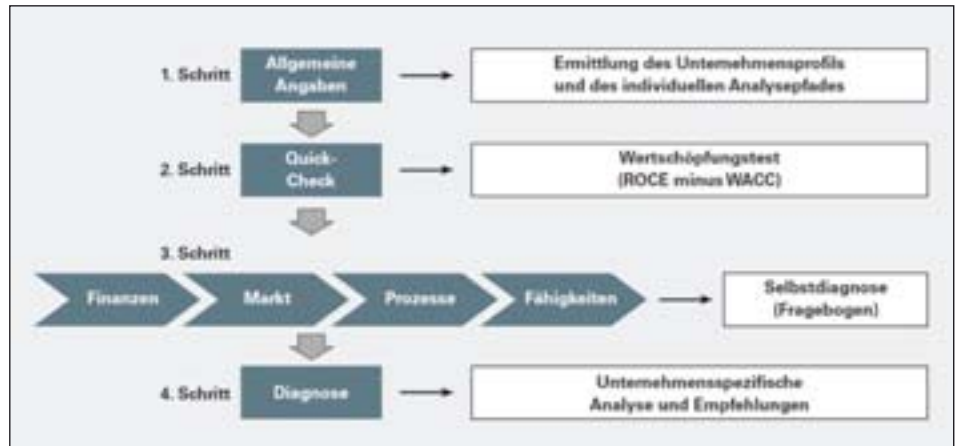 1. Schritt
Allgemeine
Angaben
Ermittlung des Unternehmensprofils
und des individuellen Analysepfades
2. Schritt
Quick-
Check
Wertschöpfungstest
(ROCE minus WACC)
3. Schritt
Finanzen
Markt
Prozesse
Fähigkeiten
Selbstdiagnose
(Fragebogen)
4. Schritt
Diagnose
Unternehmensspezifische
Analyse und Empfehlungen